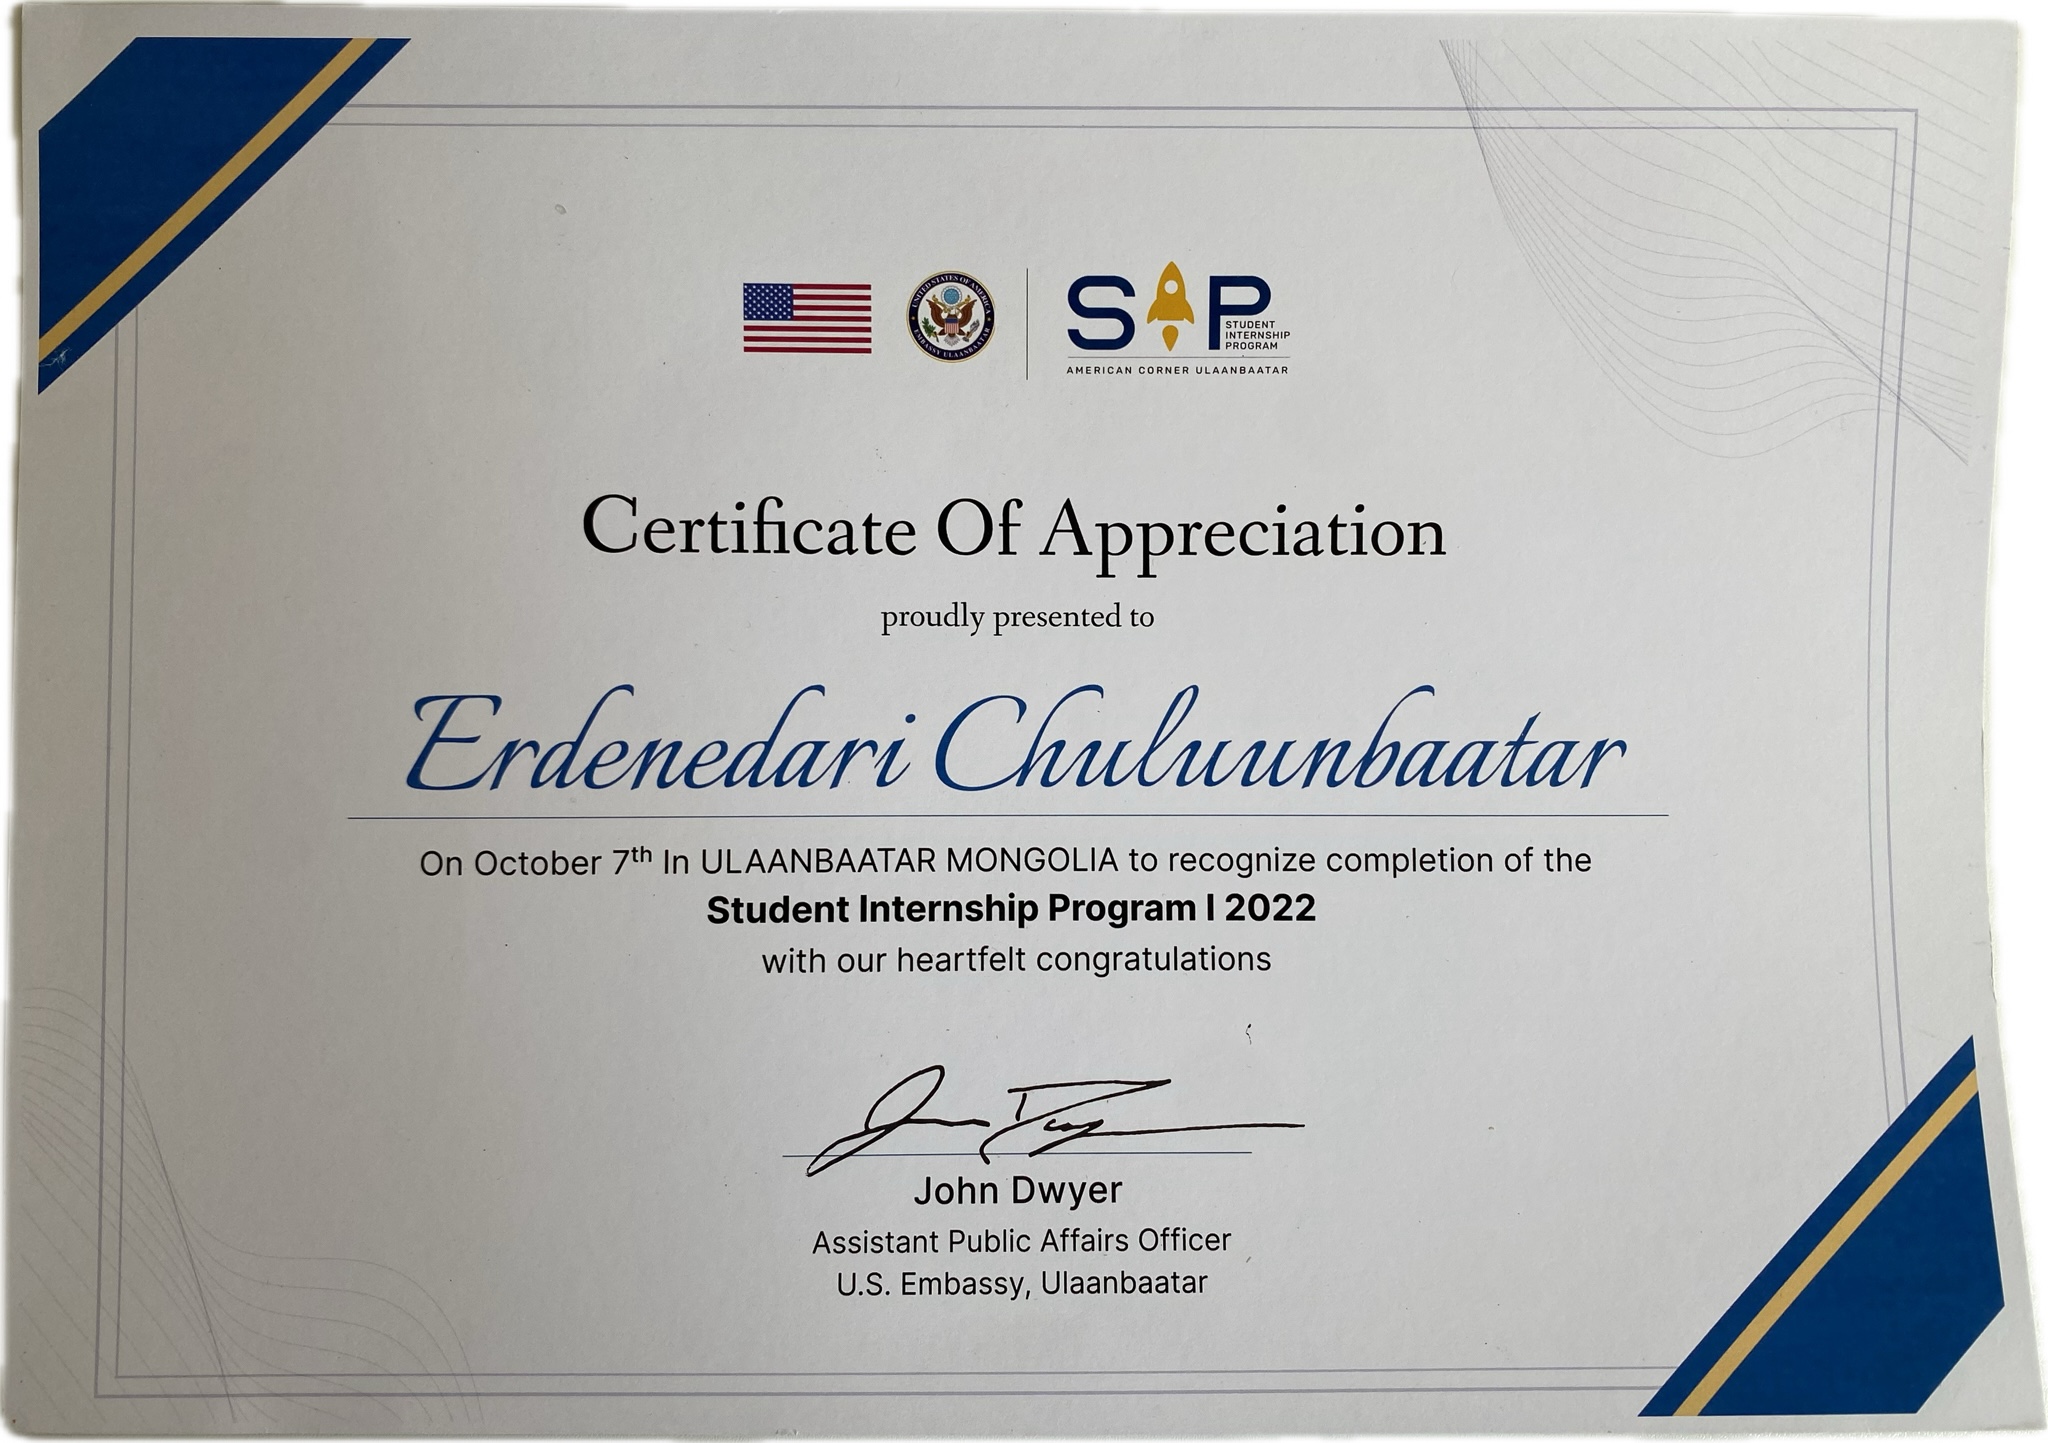 UNITED STATES OF AMERICA
EMBASSY ULAANBAATAR
SIP
STUDENT
INTERNSHIP
PROGRAM
AMERICAN CORNER ULAANBAATAR
Certificate Of Appreciation
proudly presented to
Erdenedari Chuluunbaatar
On October 7th In ULAANBAATAR MONGOLIA to recognize completion of the
Student Internship Program I 2022
with our heartfelt congratulations
John Dwyer
Assistant Public Affairs Officer
U.S. Embassy, Ulaanbaatar